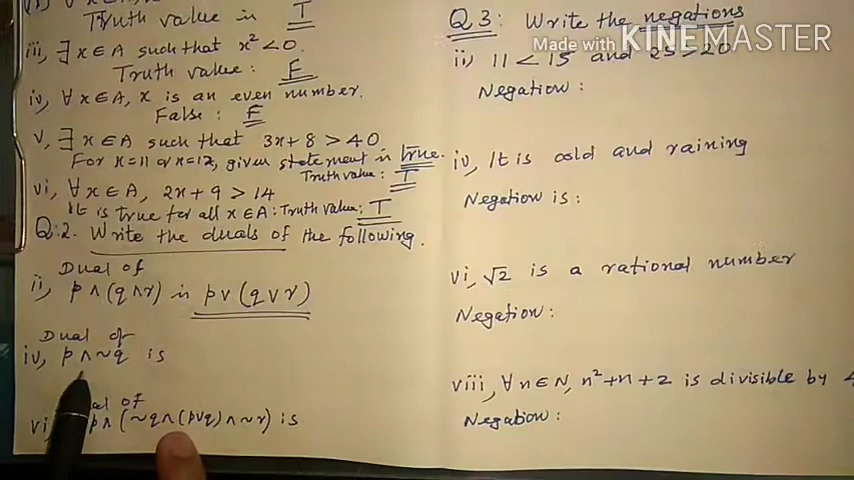 Truth value is T
iii, ∃ x ∈ A such that x² < 0.
Truth value : F
iv, ∀ x ∈ A, x is an even number.
False : F
v, ∃ x ∈ A such that 3x + 8 > 40
For x = 11 or x = 12, given statement is true.
Truth value : T
vi, ∀ x ∈ A, 2x + 9 > 14
It is true for all x ∈ A : Truth value : T
Q:2. Write the duals of the following.
Dual of
ii, p ∧ (q ∧ r) is p ∨ (q ∨ r)
Dual of
iv, p ∧ ~q is
of
p ∧ (~q ∧ (p ∨ q) ∧ ~r) is
Q 3 : Write the negations
Made with KINEMASTER
ii, 11 < 15 and 25 > 20
Negation :
iv, It is cold and raining
Negation is :
vi, √2 is a rational number
Negation :
viii, ∀ n ∈ N, n² + n + 2 is divisible by 4
Negation :